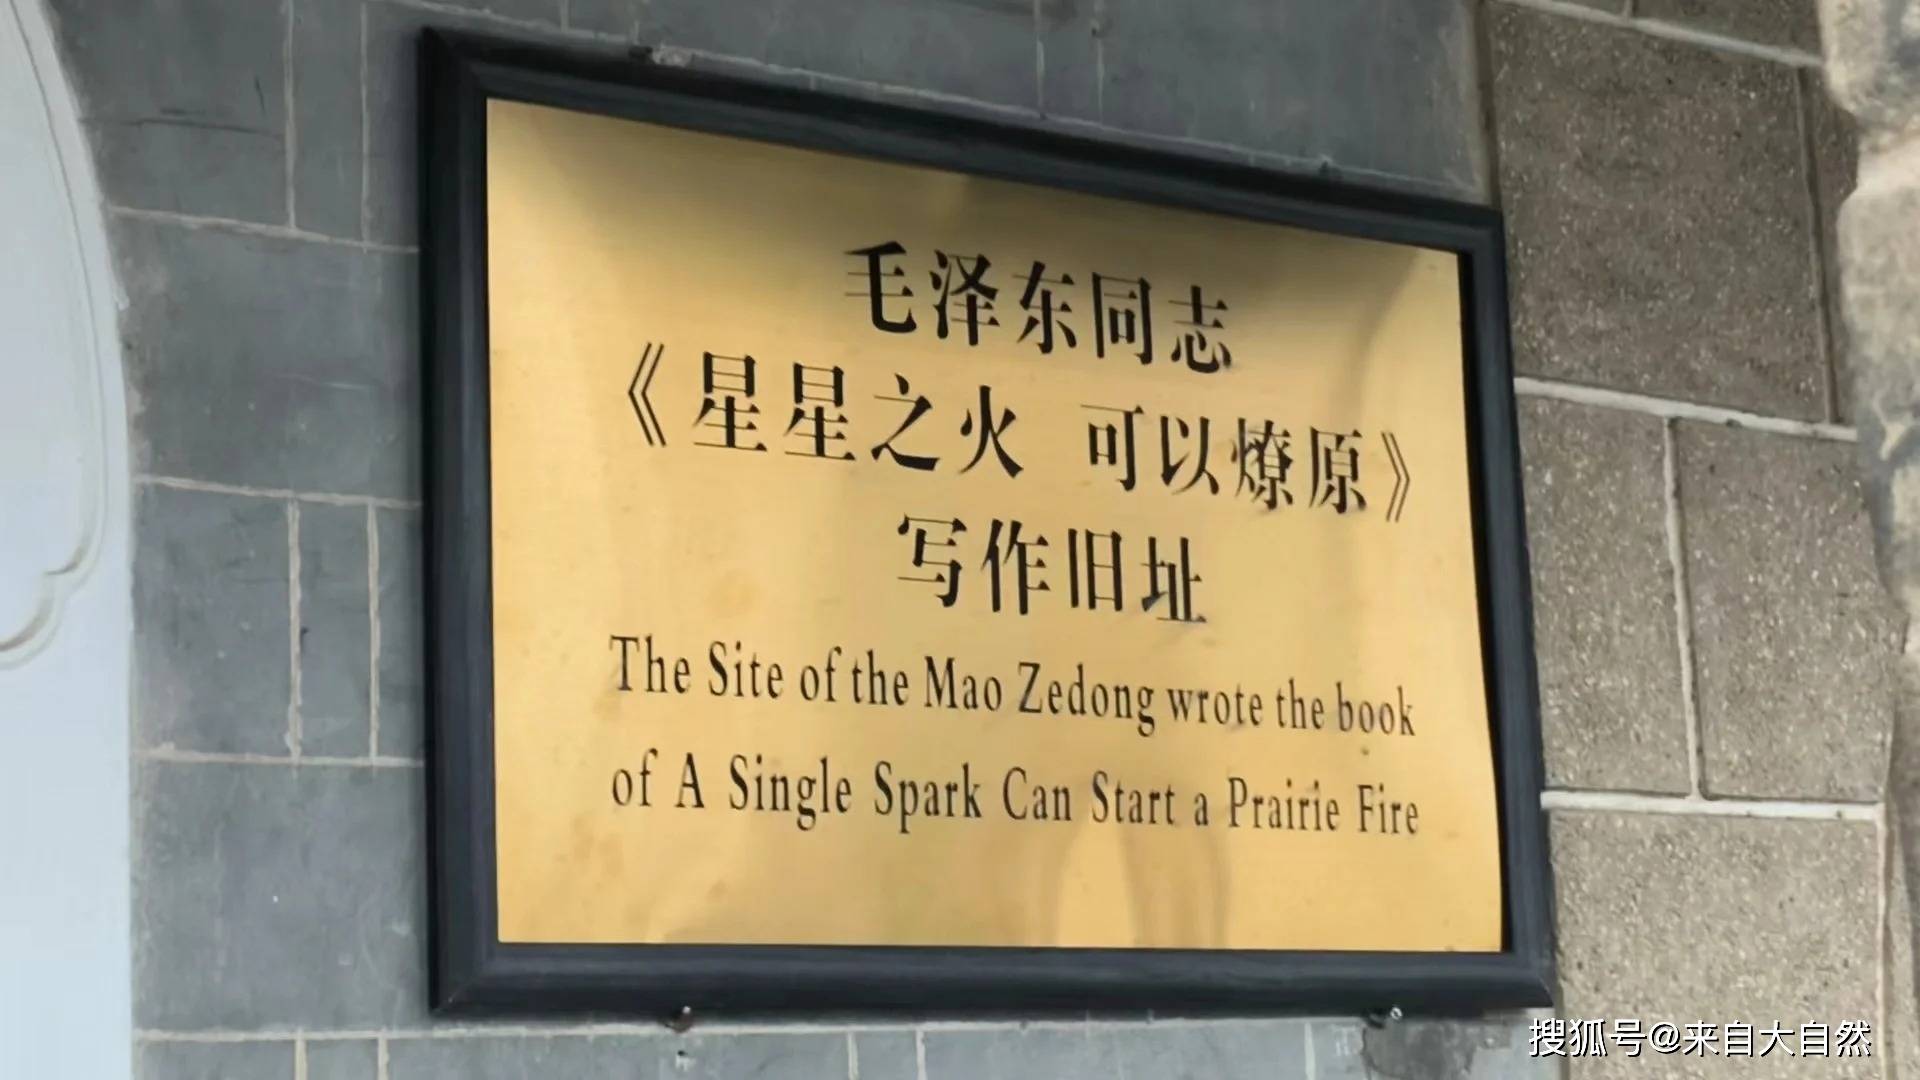 毛泽东同志
《星星之火 可以燎原》
写作旧址
The Site of the Mao Zedong wrote the book
of A Single Spark Can Start a Prairie Fire
搜狐号@来自大自然